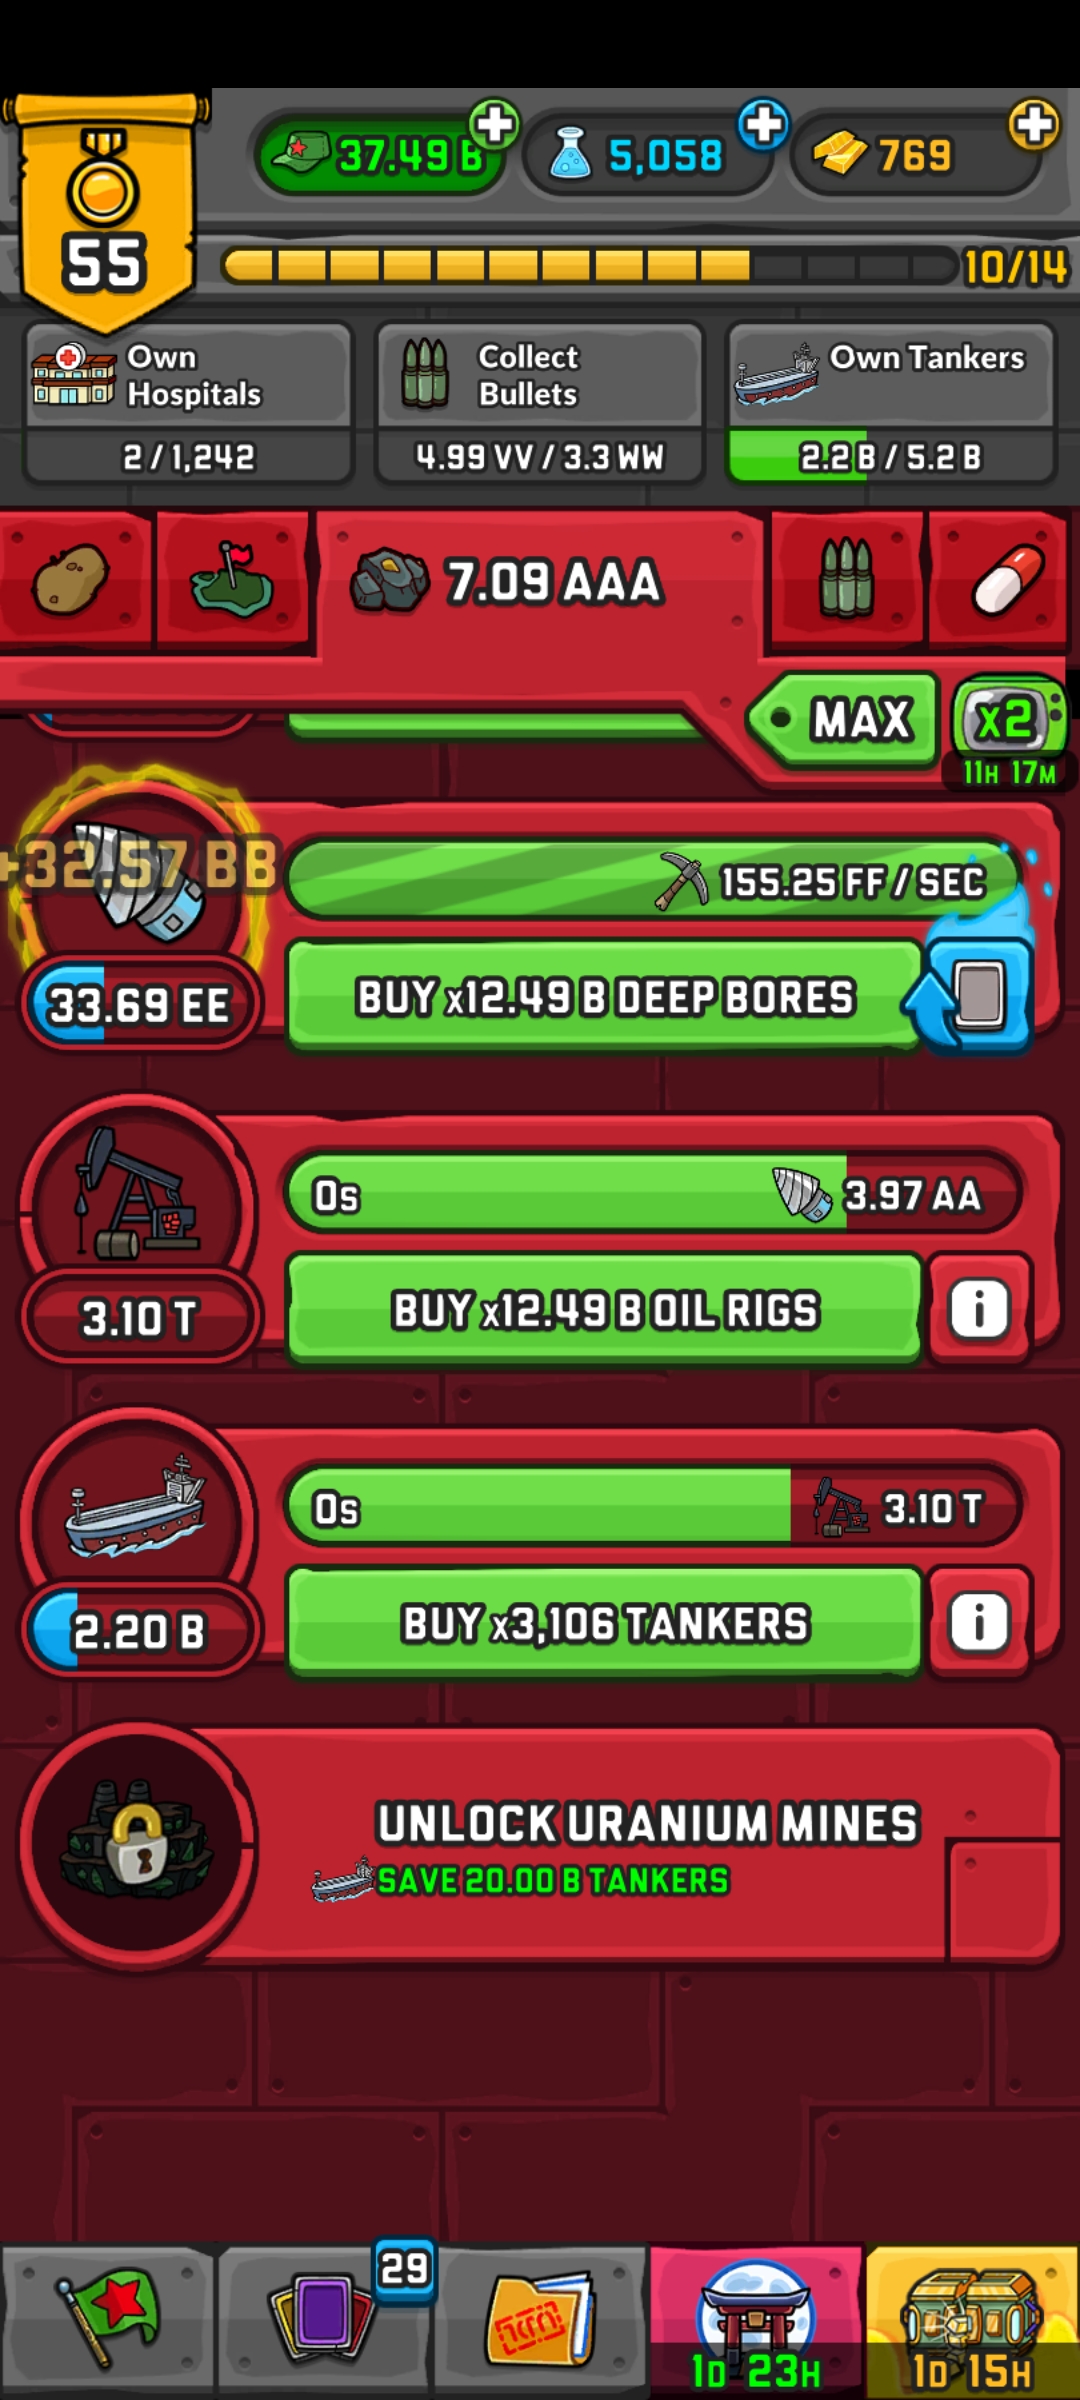 37.49 B
5,058
769
55
10/14
Own
Hospitals
2 / 1,242
Collect
Bullets
4.99 VV / 3.3 WW
Own Tankers
2.2 B / 5.2 B
7.09 AAA
MAX
x2
11H 17M
+32.57 BB
155.25 FF / SEC
33.69 EE
BUY x12.49 B DEEP BORES
0s
3.97 AA
3.10 T
BUY x12.49 B OIL RIGS
i
0s
3.10 T
2.20 B
BUY x3,106 TANKERS
i
UNLOCK URANIUM MINES
SAVE 20.00 B TANKERS
29
1D 23H
1D 15H